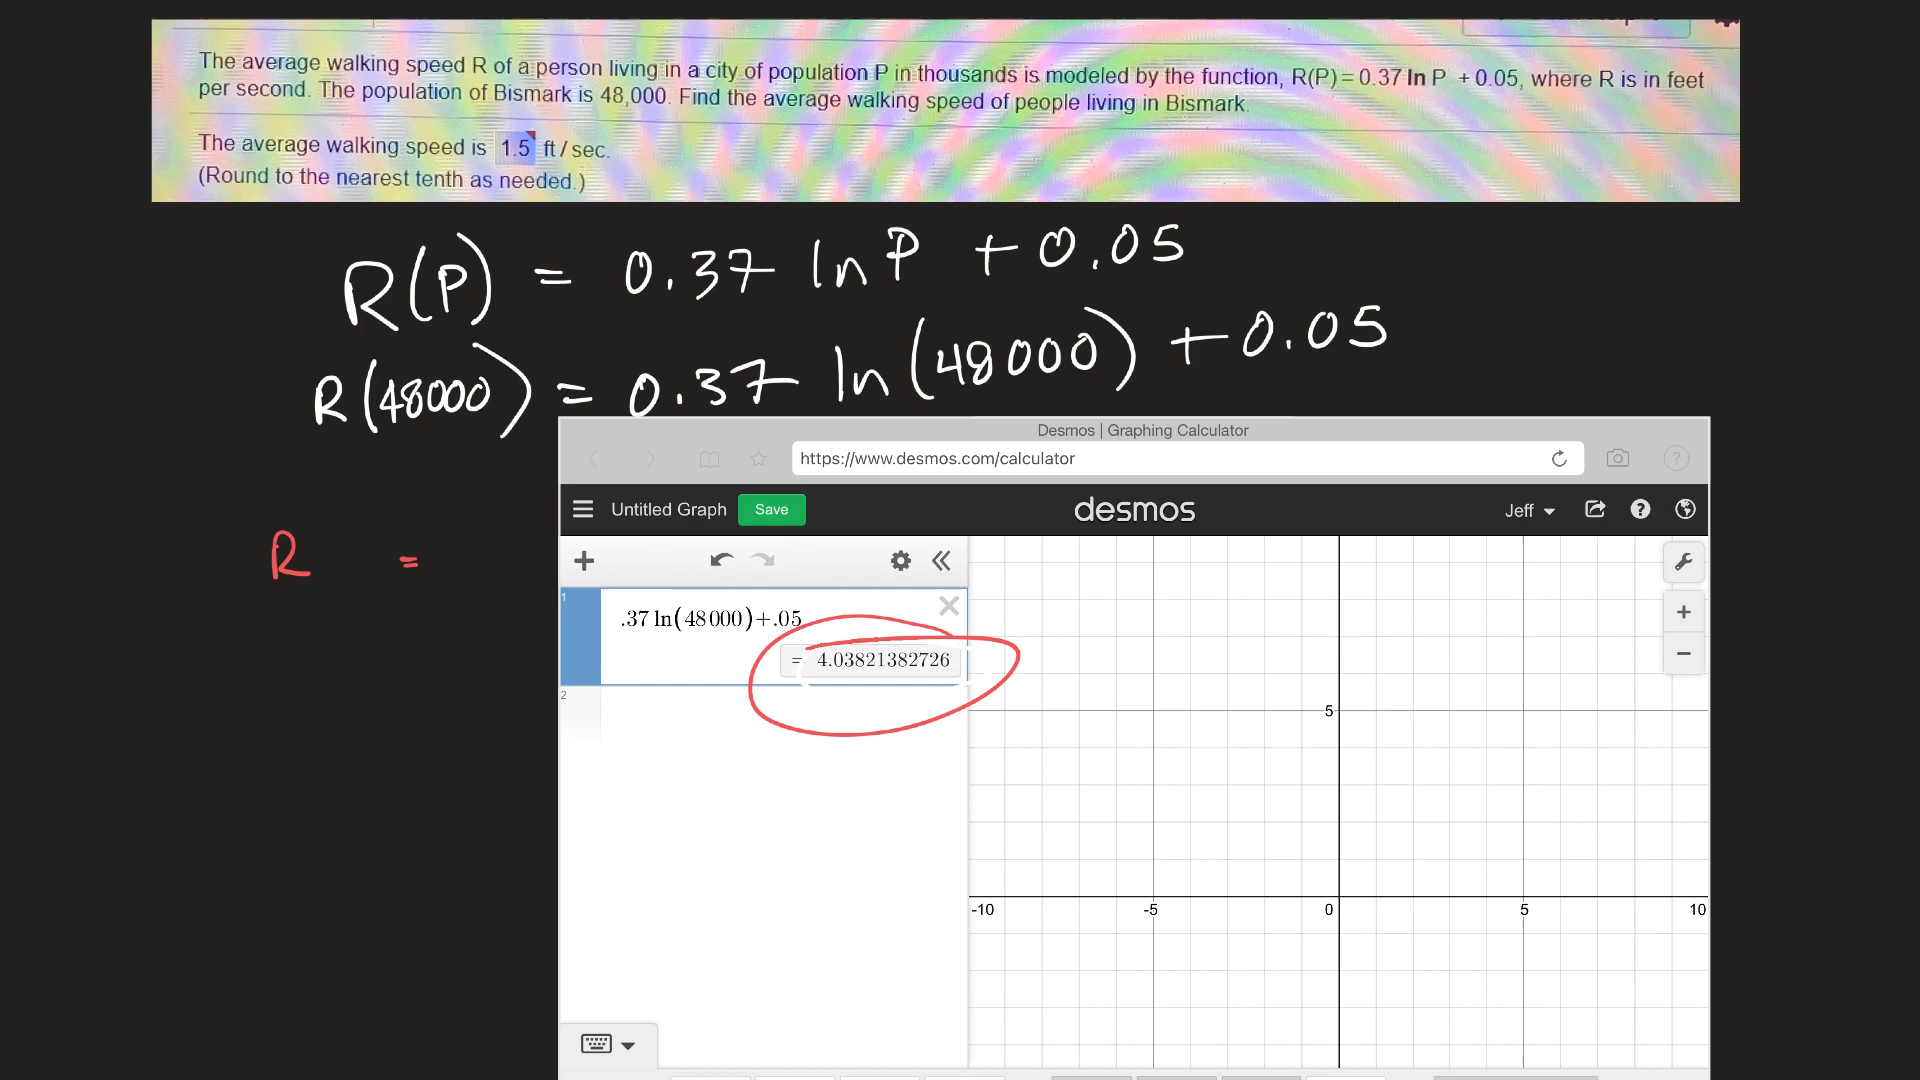 The average walking speed R of a person living in a city of population P in thousands is modeled by the function, R(P) = 0.37 ln P + 0.05, where R is in feet
per second. The population of Bismark is 48,000. Find the average walking speed of people living in Bismark.
The average walking speed is 1.5 ft / sec.
(Round to the nearest tenth as needed.)
R(P) = 0.37 ln P + 0.05
R(48000) = 0.37 ln(48000) + 0.05
Desmos | Graphing Calculator
https://www.desmos.com/calculator
Untitled Graph Save desmos Jeff
R =
1
.37 ln(48000)+.05
= 4.03821382726
2
5
-10 -5 0 5 10